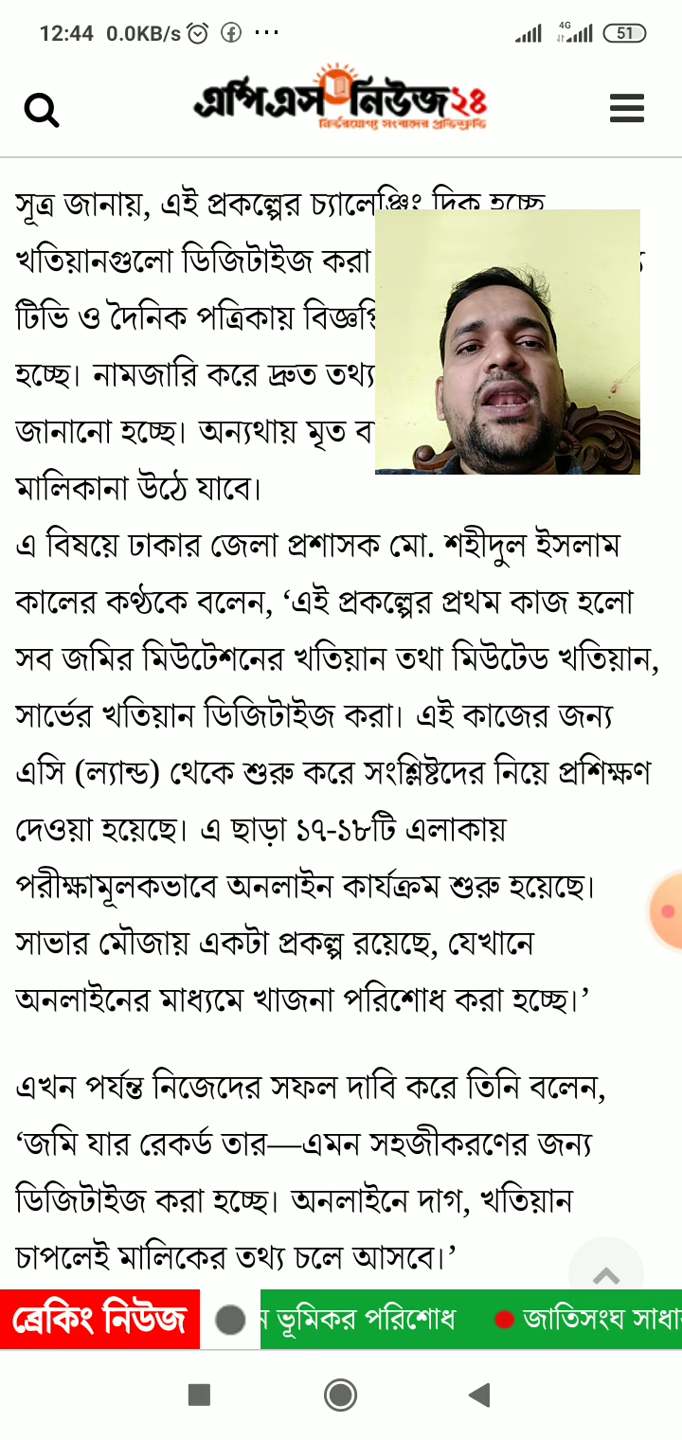 12:44 0.0KB/s
4G
51
এপিএস নিউজ২৪
নির্ভরযোগ্য সংবাদের প্রতিশ্রুতি
সূত্র জানায়, এই প্রকল্পের চ্যালেঞ্জিং দিক হচ্ছে
খতিয়ানগুলো ডিজিটাইজ করা
টিভি ও দৈনিক পত্রিকায়
হচ্ছে। নামজারি করে দ্রুত তথ্য
জানানো হচ্ছে। অন্যথায় মৃত
মালিকানা উঠে যাবে।
এ বিষয়ে ঢাকার জেলা প্রশাসক মো. শহীদুল ইসলাম
কালের কণ্ঠকে বলেন, ‘এই প্রকল্পের প্রথম কাজ হলো
সব জমির মিউটেশনের খতিয়ান তথা মিউটেড খতিয়ান,
সার্ভের খতিয়ান ডিজিটাইজ করা। এই কাজের জন্য
এসি (ল্যান্ড) থেকে শুরু করে সংশ্লিষ্টদের নিয়ে প্রশিক্ষণ
দেওয়া হয়েছে। এ ছাড়া ১৭-১৮টি এলাকায়
পরীক্ষামূলকভাবে অনলাইন কার্যক্রম শুরু হয়েছে।
সাভার মৌজায় একটা প্রকল্প রয়েছে, যেখানে
অনলাইনের মাধ্যমে খাজনা পরিশোধ করা হচ্ছে।’
এখন পর্যন্ত নিজেদের সফল দাবি করে তিনি বলেন,
‘জমি যার রেকর্ড তার—এমন সহজীকরণের জন্য
ডিজিটাইজ করা হচ্ছে। অনলাইনে দাগ, খতিয়ান
চাপলেই মালিকের তথ্য চলে আসবে।’
ব্রেকিং নিউজ ভূমিকর পরিশোধ জাতিসংঘ